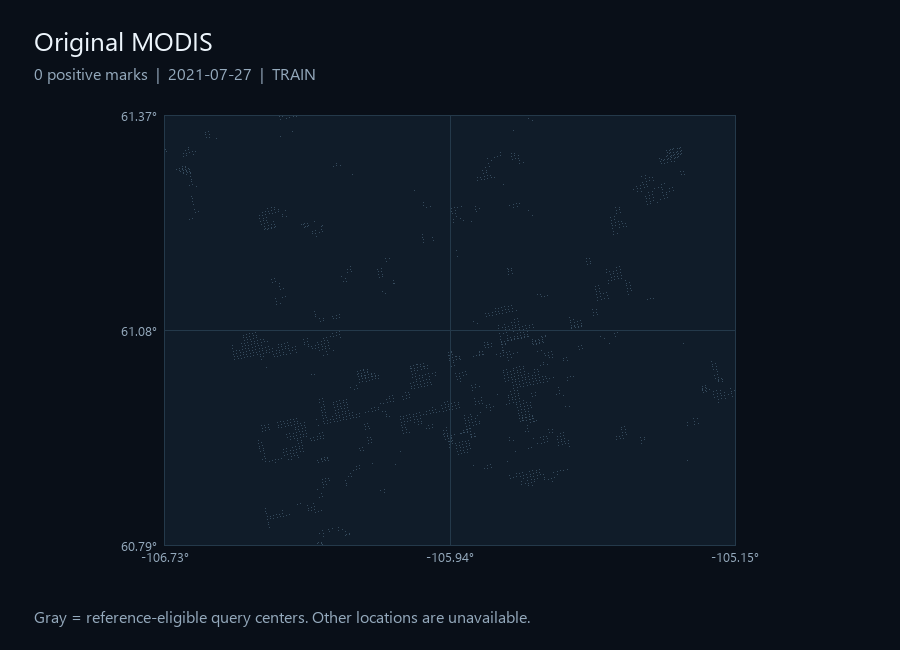 Original MODIS
0 positive marks | 2021-07-27 | TRAIN
61.37°
61.08°
60.79°
-106.73°
-105.94°
-105.15°
Gray = reference-eligible query centers. Other locations are unavailable.